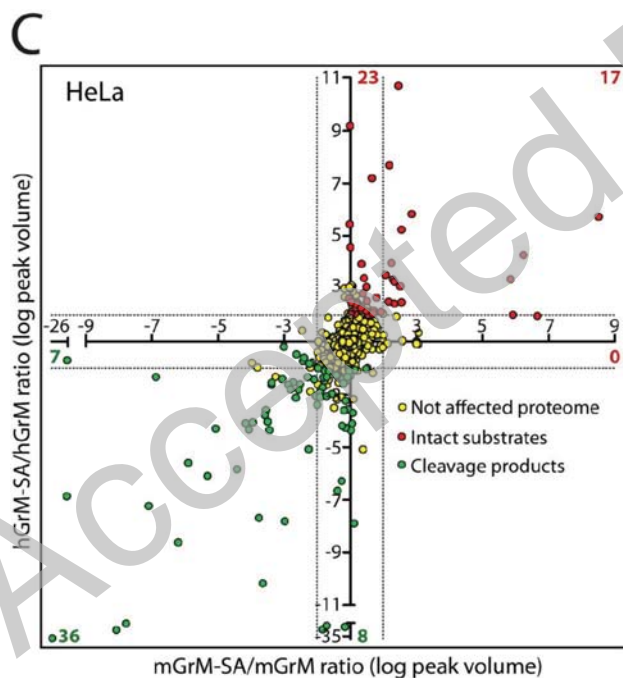 C
HeLa
11
23
17
9
7
5
3
-26 -9 -7 -5 -3 3 5 7 9
7
0
Not affected proteome
Intact substrates
Cleavage products
-5
-7
-9
-11
-35
36
8
hGrM-SA/hGrM ratio (log peak volume)
mGrM-SA/mGrM ratio (log peak volume)
Accepted